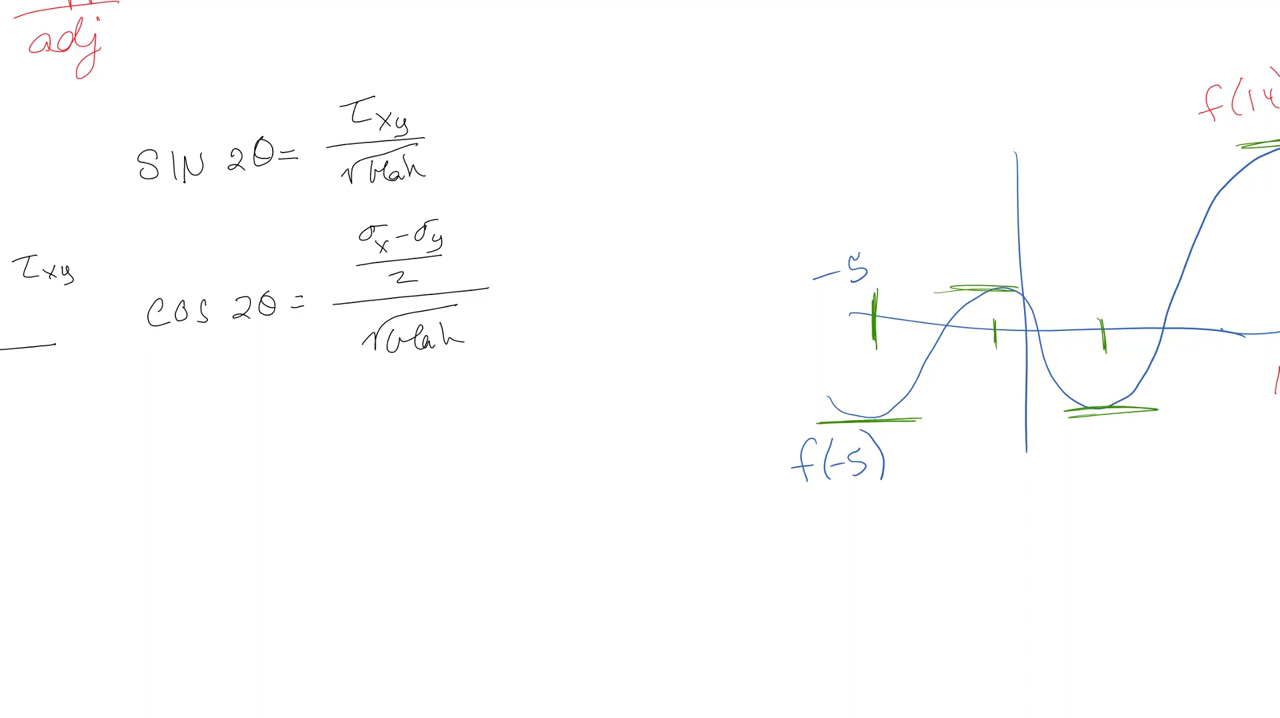 adj
SIN 2θ = τxy / √blah
τxy
COS 2θ = ((σx - σy) / 2) / √blah
f(14
-5
f(-5)